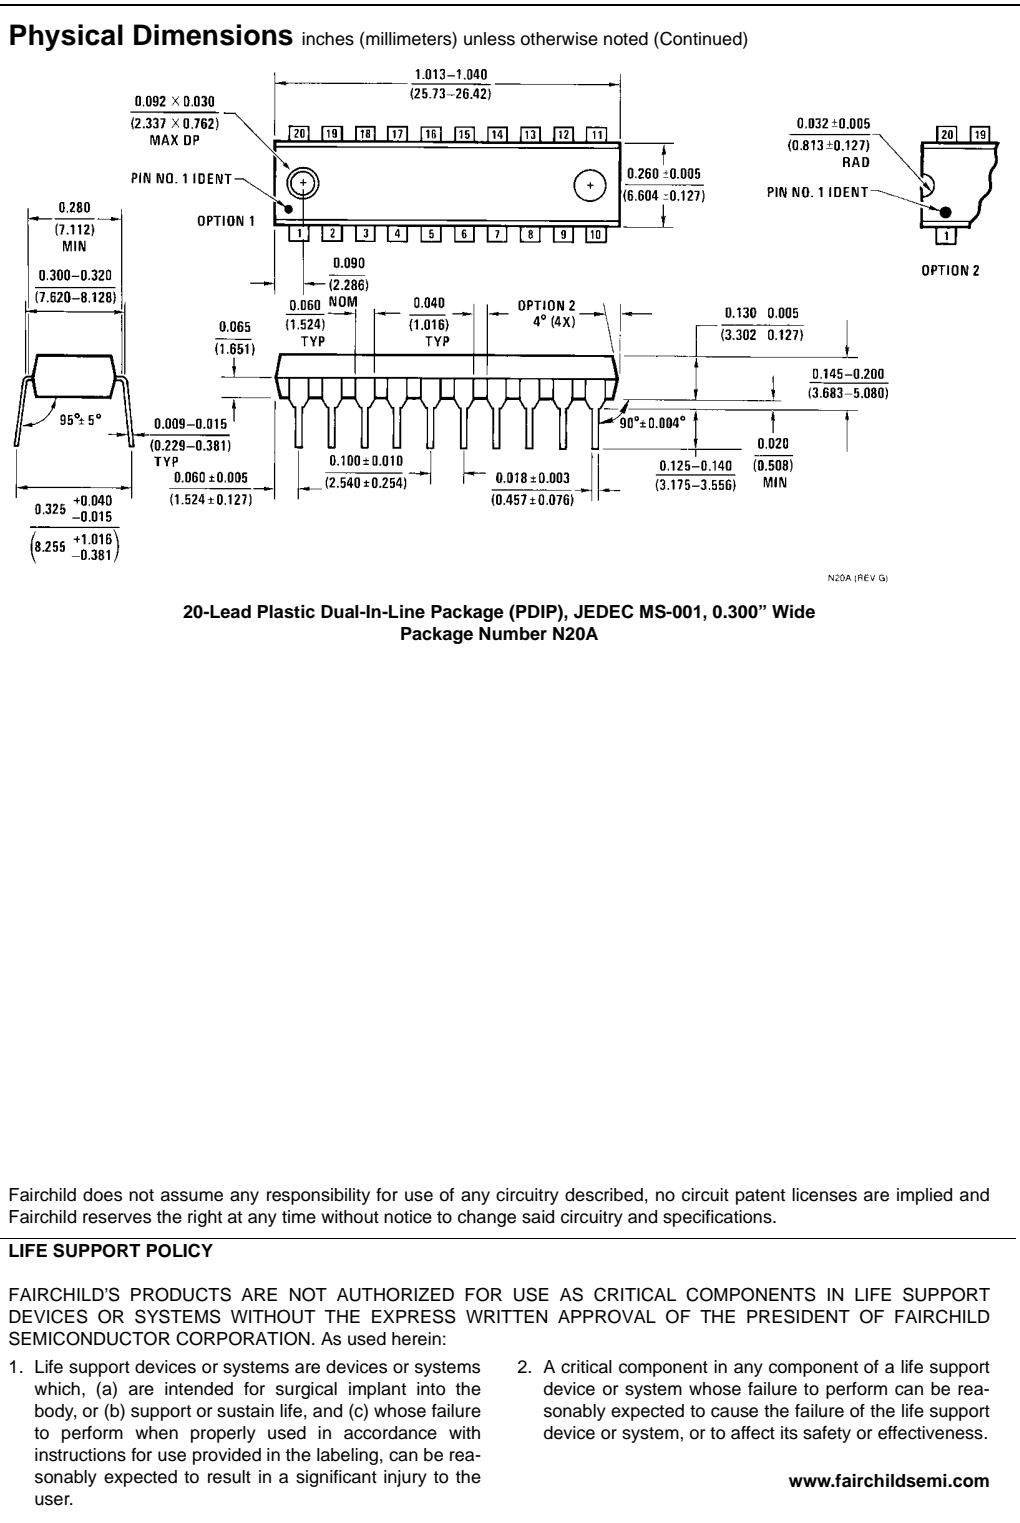 Physical Dimensions inches (millimeters) unless otherwise noted (Continued)
1.013–1.040
(25.73–26.42)
0.092 × 0.030
(2.337 × 0.762)
MAX DP
20 19 18 17 16 15 14 13 12 11
0.032 ±0.005
(0.813 ±0.127)
RAD
20 19
PIN NO. 1 IDENT
0.260 ±0.005
(6.604 ±0.127)
PIN NO. 1 IDENT
OPTION 1
1 2 3 4 5 6 7 8 9 10
1
OPTION 2
0.280
(7.112)
MIN
0.300–0.320
(7.620–8.128)
0.090
(2.286)
NOM
0.060
(1.524)
TYP
0.040
(1.016)
TYP
OPTION 2
4° (4X)
0.130 0.005
(3.302 0.127)
0.065
(1.651)
0.145–0.200
(3.683–5.080)
95°± 5°
0.009–0.015
(0.229–0.381)
TYP
90°±0.004°
0.020
(0.508)
MIN
0.100±0.010
(2.540±0.254)
0.125–0.140
(3.175–3.556)
0.060 ±0.005
(1.524±0.127)
0.018±0.003
(0.457±0.076)
0.325 +0.040
–0.015
(8.255 +1.016
–0.381)
N20A (REV G)
20-Lead Plastic Dual-In-Line Package (PDIP), JEDEC MS-001, 0.300” Wide
Package Number N20A
Fairchild does not assume any responsibility for use of any circuitry described, no circuit patent licenses are implied and
Fairchild reserves the right at any time without notice to change said circuitry and specifications.
LIFE SUPPORT POLICY
FAIRCHILD'S PRODUCTS ARE NOT AUTHORIZED FOR USE AS CRITICAL COMPONENTS IN LIFE SUPPORT
DEVICES OR SYSTEMS WITHOUT THE EXPRESS WRITTEN APPROVAL OF THE PRESIDENT OF FAIRCHILD
SEMICONDUCTOR CORPORATION. As used herein:
1. Life support devices or systems are devices or systems
which, (a) are intended for surgical implant into the
body, or (b) support or sustain life, and (c) whose failure
to perform when properly used in accordance with
instructions for use provided in the labeling, can be rea-
sonably expected to result in a significant injury to the
user.
2. A critical component in any component of a life support
device or system whose failure to perform can be rea-
sonably expected to cause the failure of the life support
device or system, or to affect its safety or effectiveness.
www.fairchildsemi.com